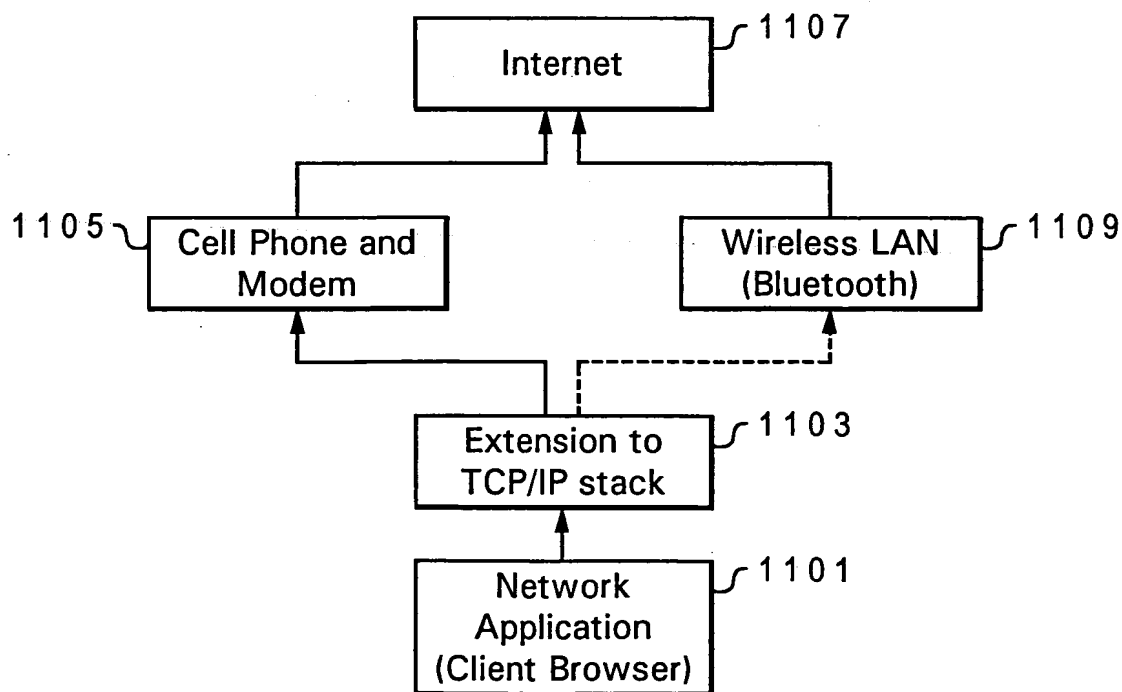 1107
Internet
1105
Cell Phone and
Modem
Wireless LAN
(Bluetooth)
1109
1103
Extension to
TCP/IP stack
1101
Network
Application
(Client Browser)